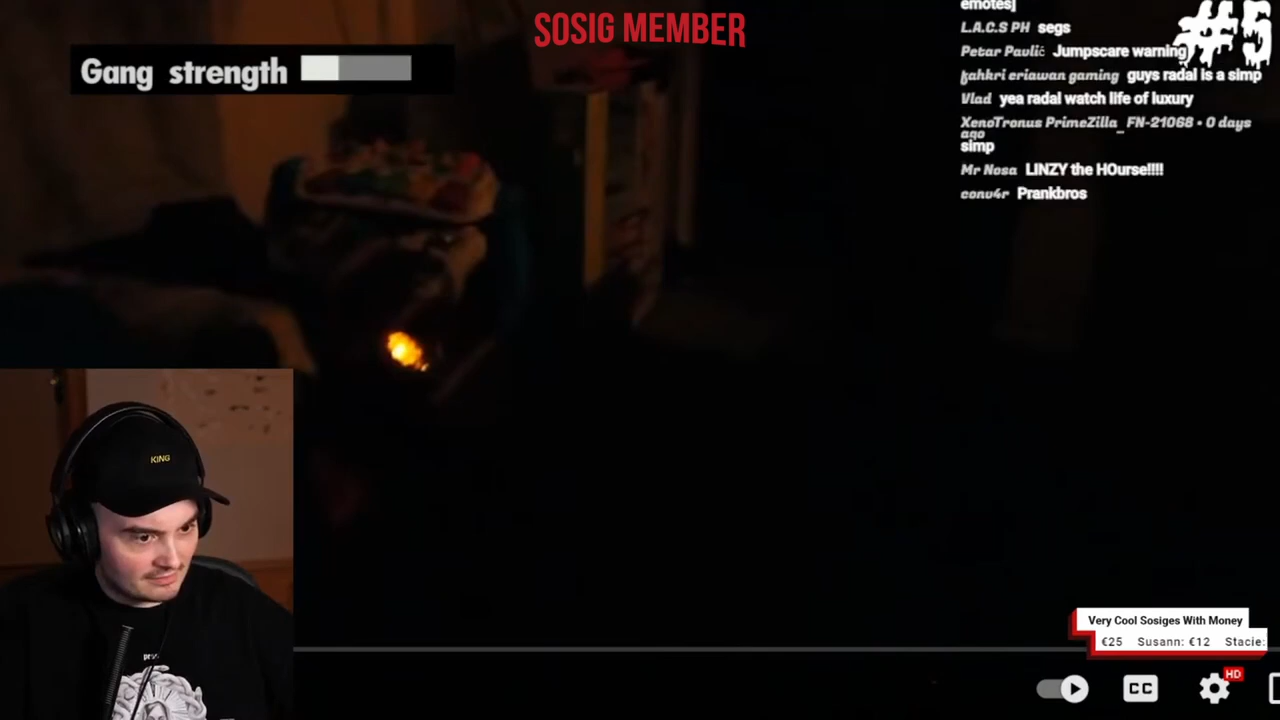 SOSIG MEMBER
Gang strength
#5
emotes]
L.A.C.S PH segs
Petar Pavlić Jumpscare warning
fahkri eriawan gaming guys radal is a simp
Vlad yea radal watch life of luxury
XenoTronus PrimeZilla_FN-21068 • 0 days
ago
simp
Mr Nosa LINZY the HOurse!!!!
conv4r Prankbros
KING
Very Cool Sosiges With Money
€25 Susann: €12 Stacie:
HD
CC